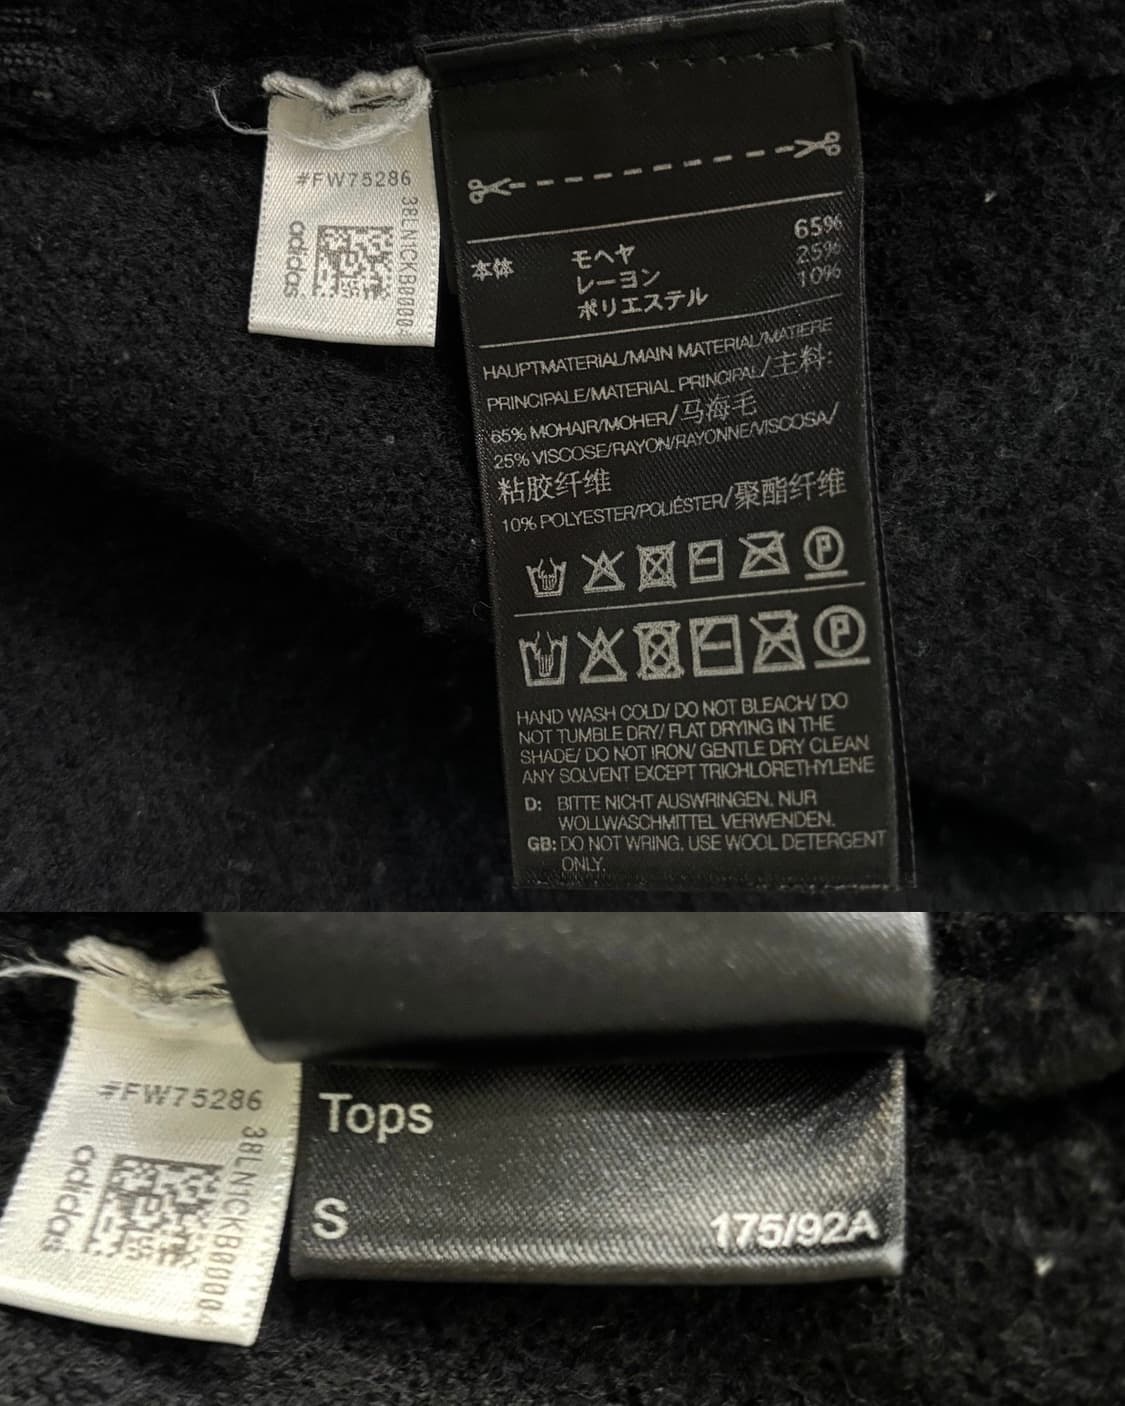 #FW75286
38LN1CKB0004
adidas
65%
本体 モヘヤ 25%
レーヨン 10%
ポリエステル
HAUPTMATERIAL/MAIN MATERIAL/MATIERE
PRINCIPALE/MATERIAL PRINCIPAL/主料:
65% MOHAIR/MOHER/马海毛
25% VISCOSE/RAYON/RAYONNE/VISCOSA/
粘胶纤维
10% POLYESTER/POLIÉSTER/聚酯纤维
HAND WASH COLD/ DO NOT BLEACH/ DO
NOT TUMBLE DRY/ FLAT DRYING IN THE
SHADE/ DO NOT IRON/ GENTLE DRY CLEAN
ANY SOLVENT EXCEPT TRICHLORETHYLENE
D: BITTE NICHT AUSWRINGEN. NUR
WOLLWASCHMITTEL VERWENDEN.
GB: DO NOT WRING. USE WOOL DETERGENT
ONLY.
#FW75286
38LN1CKB0004
adidas
Tops
S 175/92A